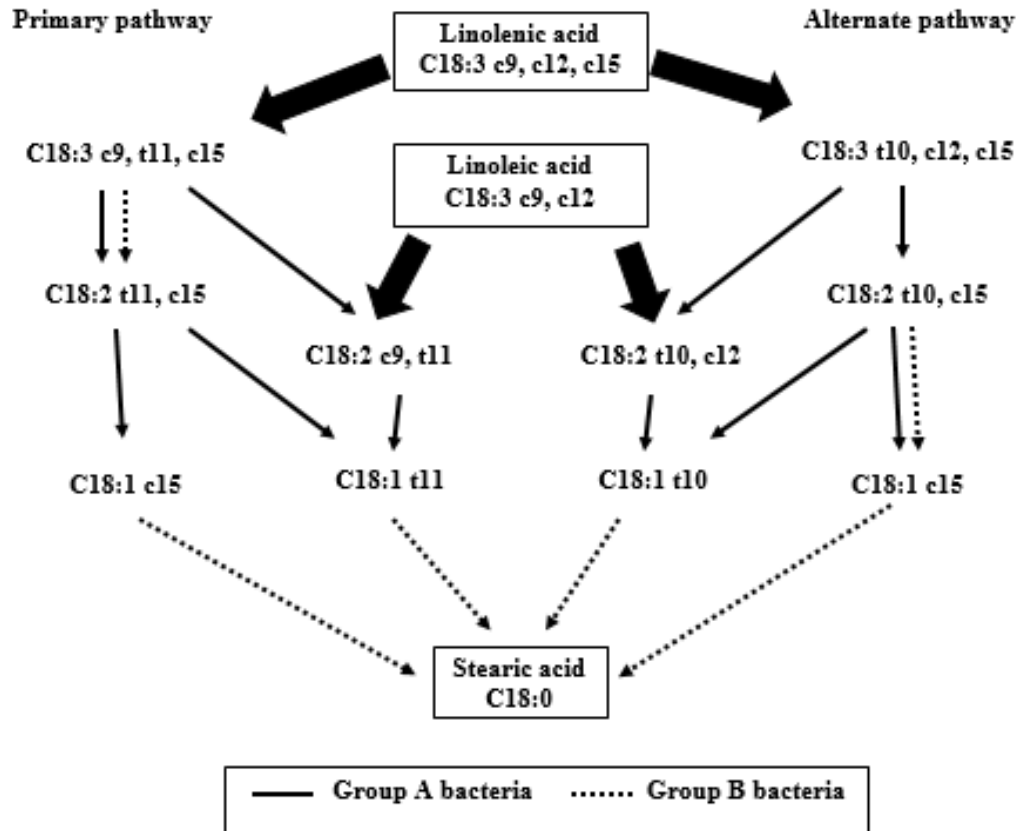 Primary pathway
Alternate pathway
Linolenic acid
C18:3 c9, c12, c15
C18:3 c9, t11, c15
C18:3 t10, c12, c15
Linoleic acid
C18:3 c9, c12
C18:2 t11, c15
C18:2 t10, c15
C18:2 c9, t11
C18:2 t10, c12
C18:1 c15
C18:1 t11
C18:1 t10
C18:1 c15
Stearic acid
C18:0
Group A bacteria
Group B bacteria